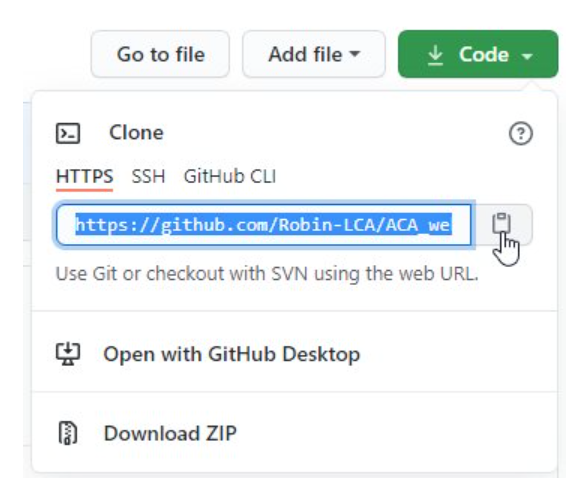 Go to file Add file Code
Clone
HTTPS SSH GitHub CLI
https://github.com/Robin-LCA/ACA_we
Use Git or checkout with SVN using the web URL.
Open with GitHub Desktop
Download ZIP